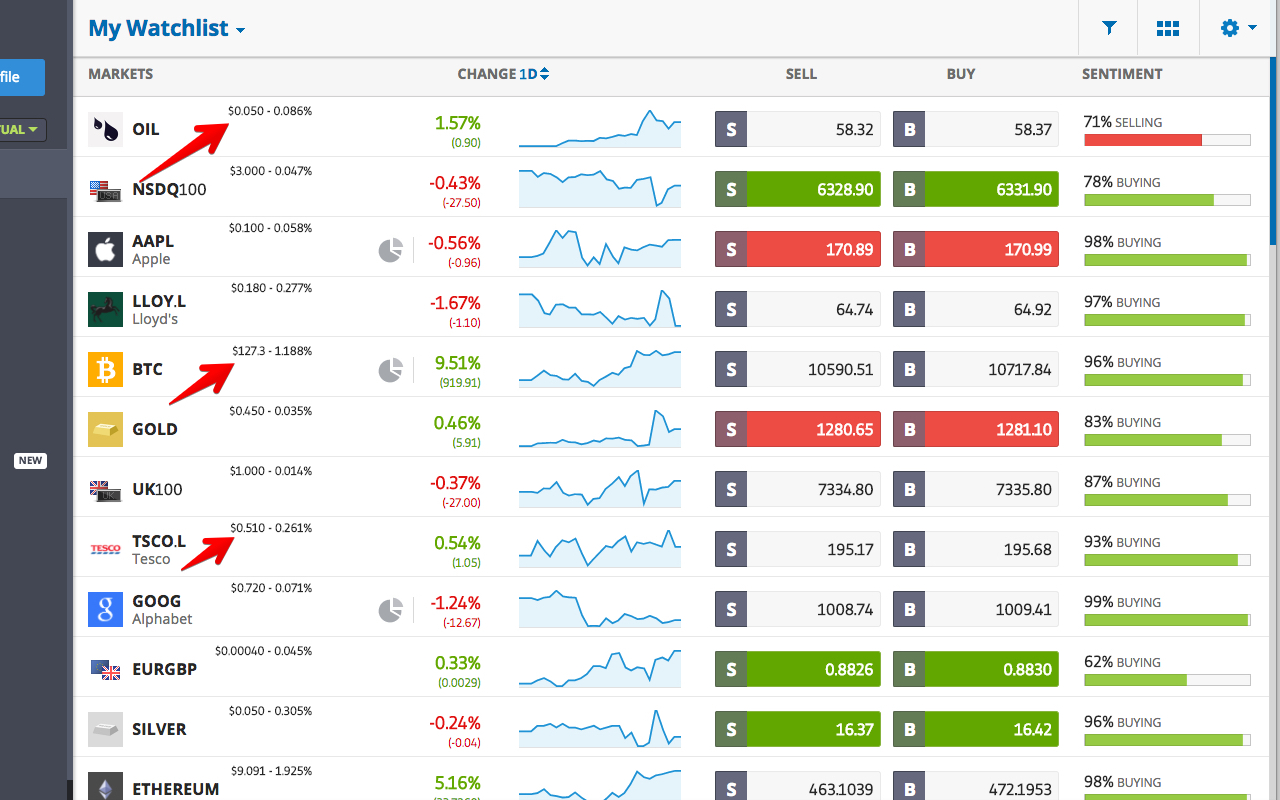 My Watchlist
MARKETS CHANGE 1D SELL BUY SENTIMENT
file
TUAL
NEW
$0.050 - 0.086%
OIL 1.57% (0.90) S 58.32 B 58.37 71% SELLING
$3.000 - 0.047%
NSDQ100 -0.43% (-27.50) S 6328.90 B 6331.90 78% BUYING
$0.100 - 0.058%
AAPL Apple -0.56% (-0.96) S 170.89 B 170.99 98% BUYING
$0.180 - 0.277%
LLOY.L Lloyd's -1.67% (-1.10) S 64.74 B 64.92 97% BUYING
$127.3 - 1.188%
BTC 9.51% (919.91) S 10590.51 B 10717.84 96% BUYING
$0.450 - 0.035%
GOLD 0.46% (5.91) S 1280.65 B 1281.10 83% BUYING
$1.000 - 0.014%
UK100 -0.37% (-27.00) S 7334.80 B 7335.80 87% BUYING
$0.510 - 0.261%
TESCO TSCO.L Tesco 0.54% (1.05) S 195.17 B 195.68 93% BUYING
$0.720 - 0.071%
g GOOG Alphabet -1.24% (-12.67) S 1008.74 B 1009.41 99% BUYING
$0.00040 - 0.045%
EURGBP 0.33% (0.0029) S 0.8826 B 0.8830 62% BUYING
$0.050 - 0.305%
SILVER -0.24% (-0.04) S 16.37 B 16.42 96% BUYING
$9.091 - 1.925%
ETHEREUM 5.16% S 463.1039 B 472.1953 98% BUYING